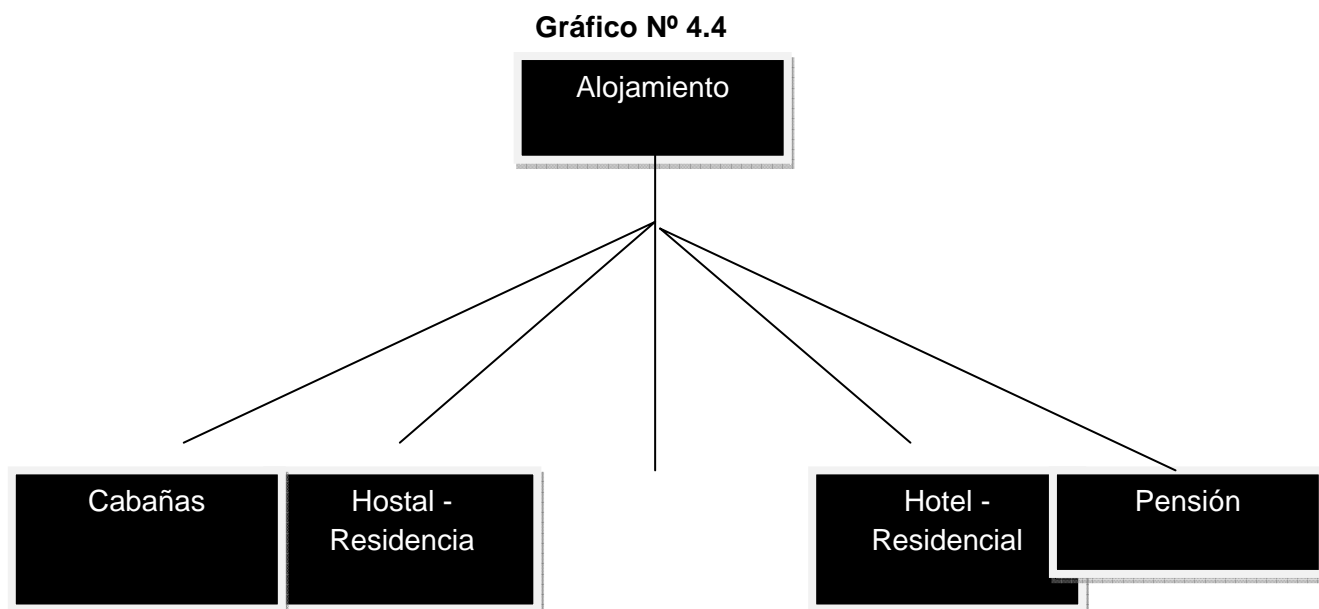 Gráfico Nº 4.4
Alojamiento
Cabañas
Hostal -
Residencia
Hotel -
Residencial
Pensión